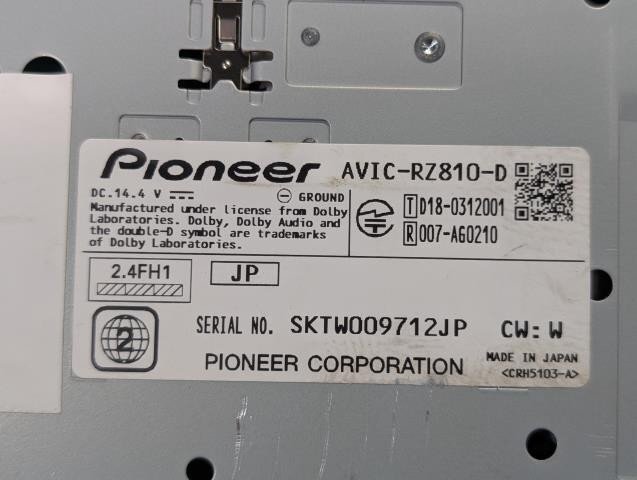 Pioneer AVIC-RZ810-D
DC.14.4 V ⎓ ⊖ GROUND
Manufactured under license from Dolby
Laboratories. Dolby, Dolby Audio and
the double-D symbol are trademarks
of Dolby Laboratories.
T D18-0312001
R 007-AG0210
2.4FH1
JP
2
SERIAL NO. SKTW009712JP CW: W
PIONEER CORPORATION
MADE IN JAPAN
<CRH5103-A>